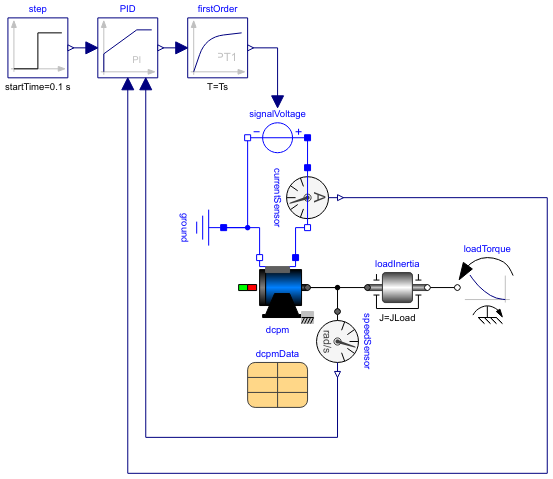 step
PID
firstOrder
PI
PT1
startTime=0.1 s
T=Ts
signalVoltage
− +
currentSensor
A
ground
loadTorque
loadInertia
J=JLoad
speedSensor
rad/s
dcpm
dcpmData